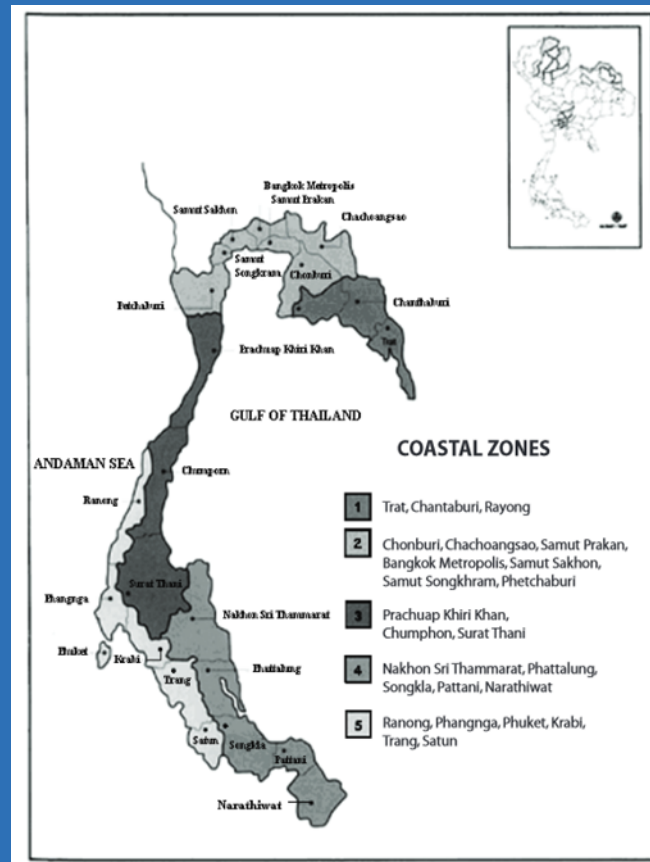 Bangkok Metropolis
Samut Prakan
Samut Sakhon
Chachoangsao
Samut
Songkram
Chonburi
Petchaburi
Chanthaburi
Trat
Prachuap Khiri Khan
GULF OF THAILAND
COASTAL ZONES
ANDAMAN SEA
Chumporn
Ranong
1 Trat, Chantaburi, Rayong
2 Chonburi, Chachoangsao, Samut Prakan,
Bangkok Metropolis, Samut Sakhon,
Samut Songkhram, Phetchaburi
Surat Thani
Phangnga
Nakhon Sri Thammarat
3 Prachuap Khiri Khan,
Chumphon, Surat Thani
Phuket
Krabi
Phattalung
Trang
4 Nakhon Sri Thammarat, Phattalung,
Songkla, Pattani, Narathiwat
Satun
Songkla
Pattani
5 Ranong, Phangnga, Phuket, Krabi,
Trang, Satun
Narathiwat